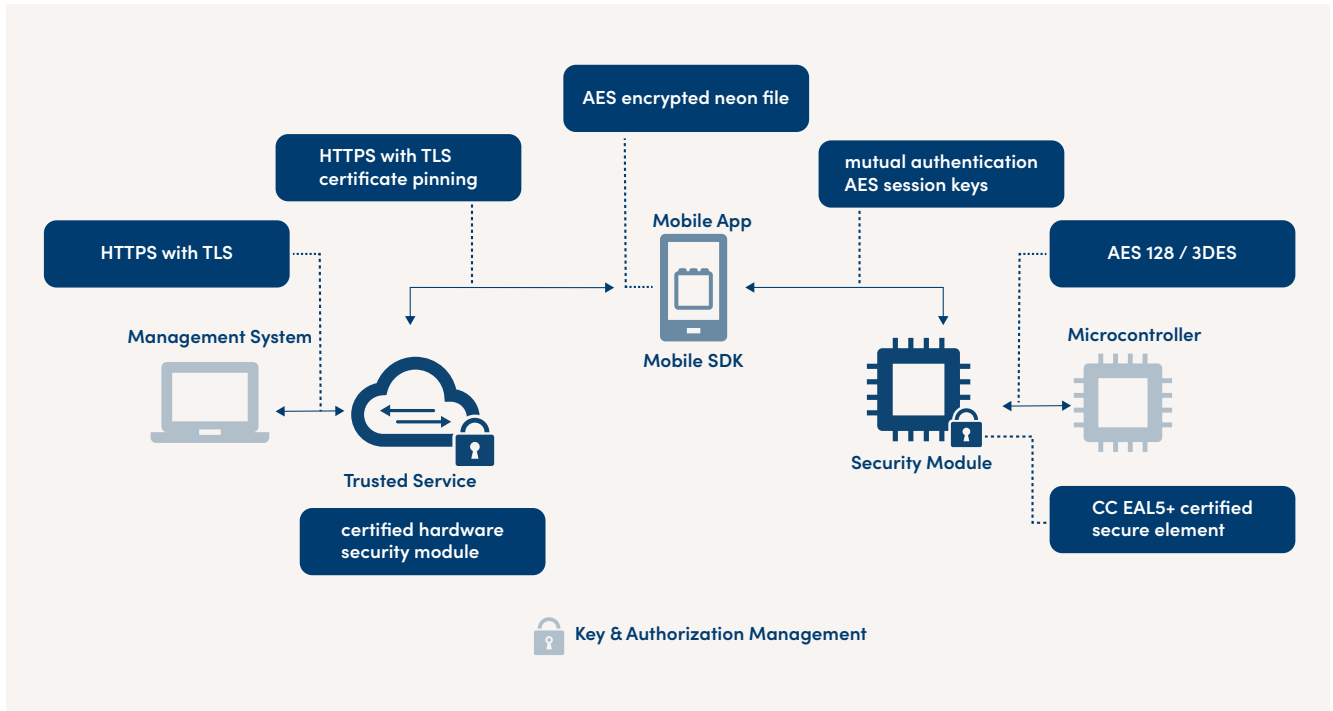 AES encrypted neon file
HTTPS with TLS
certificate pinning
mutual authentication
AES session keys
Mobile App
HTTPS with TLS
AES 128 / 3DES
Management System
Microcontroller
Mobile SDK
Security Module
Trusted Service
CC EAL5+ certified
secure element
certified hardware
security module
Key & Authorization Management